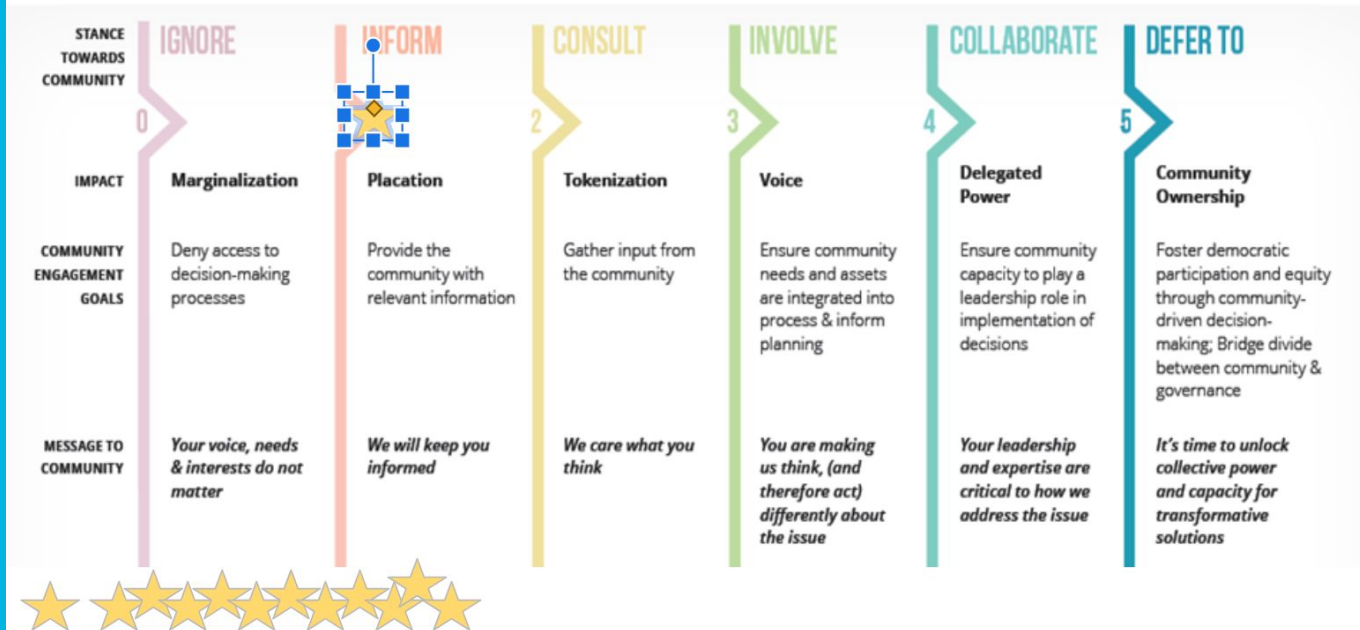 STANCE
TOWARDS
COMMUNITY
IGNORE
INFORM
CONSULT
INVOLVE
COLLABORATE
DEFER TO
0
2
3
4
5
IMPACT
Marginalization
Placation
Tokenization
Voice
Delegated
Power
Community
Ownership
COMMUNITY
ENGAGEMENT
GOALS
Deny access to
decision-making
processes
Provide the
community with
relevant information
Gather input from
the community
Ensure community
needs and assets
are integrated into
process & inform
planning
Ensure community
capacity to play a
leadership role in
implementation of
decisions
Foster democratic
participation and equity
through community-
driven decision-
making; Bridge divide
between community &
governance
MESSAGE TO
COMMUNITY
Your voice, needs
& interests do not
matter
We will keep you
informed
We care what you
think
You are making
us think, (and
therefore act)
differently about
the issue
Your leadership
and expertise are
critical to how we
address the issue
It's time to unlock
collective power
and capacity for
transformative
solutions